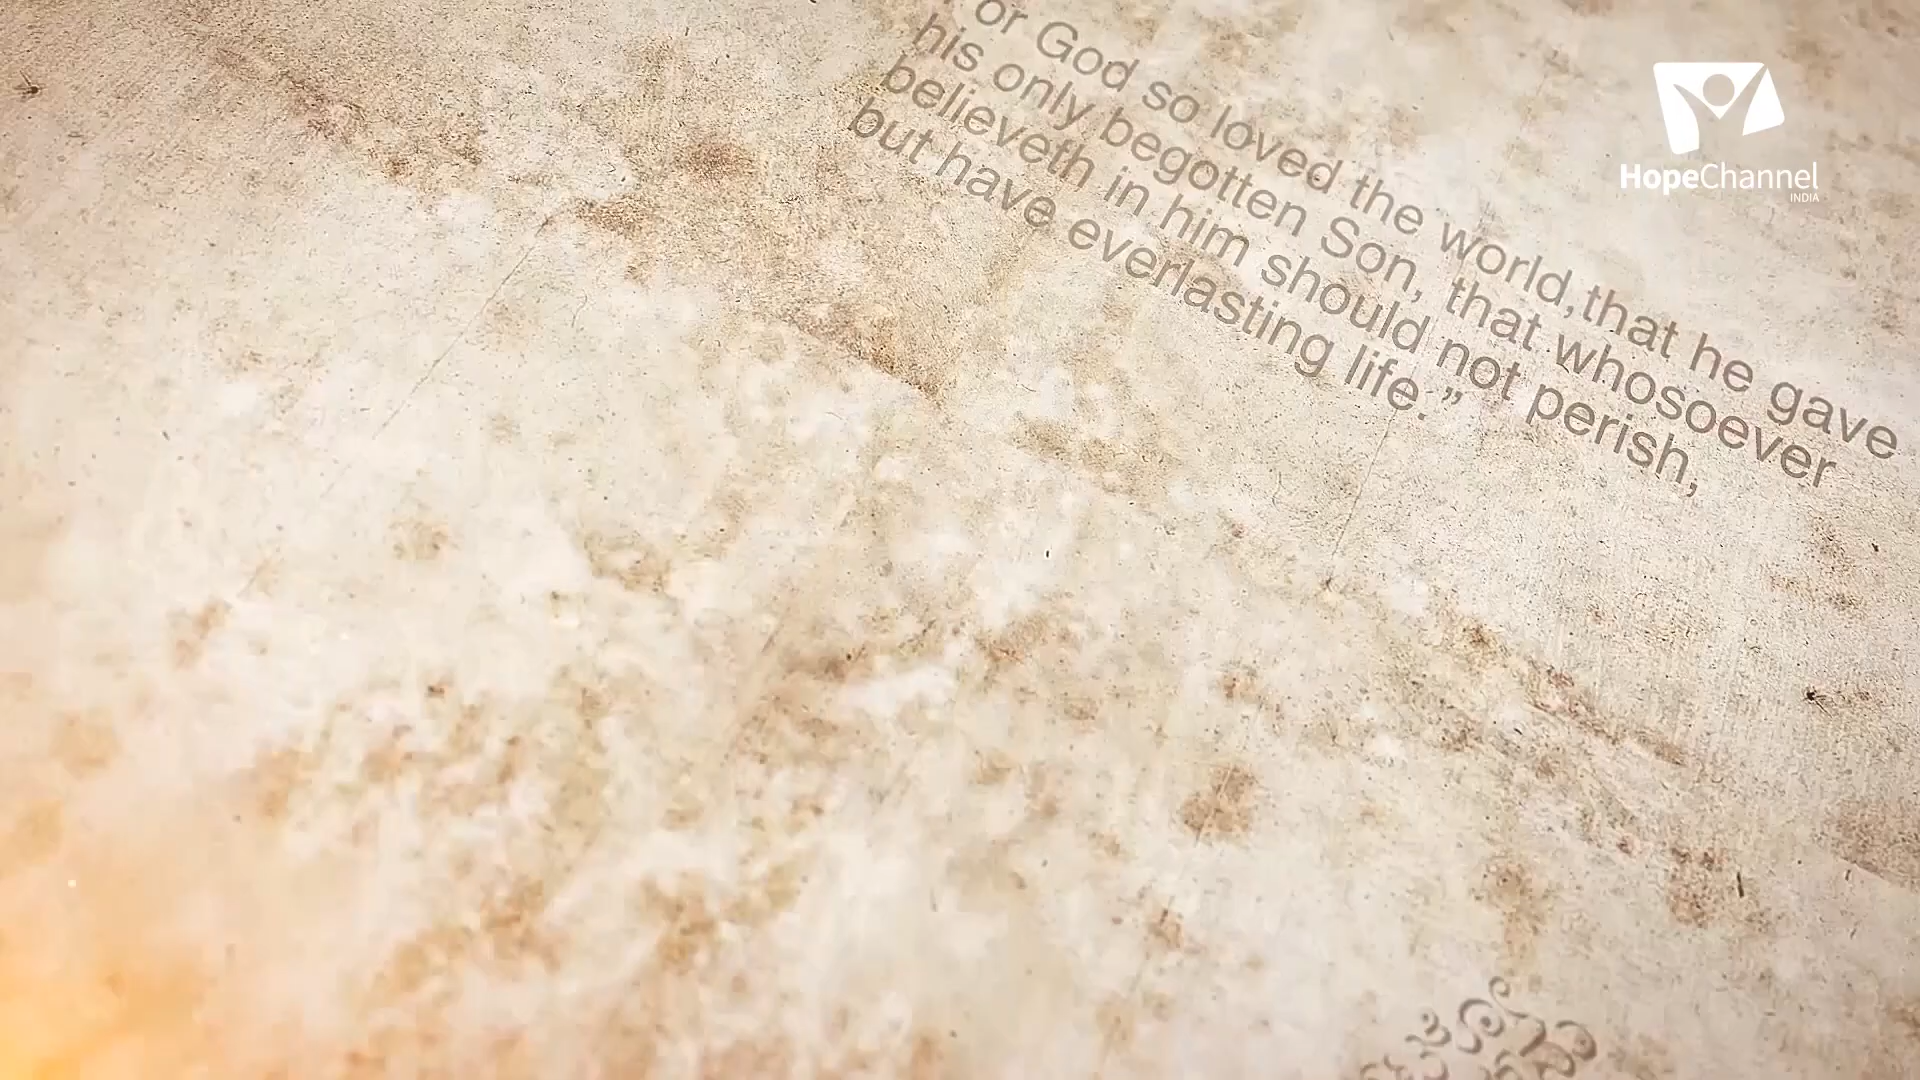 or God so loved the world,that he gave
his only begotten Son, that whosoever
believeth in him should not perish,
but have everlasting life.”
HopeChannel
INDIA